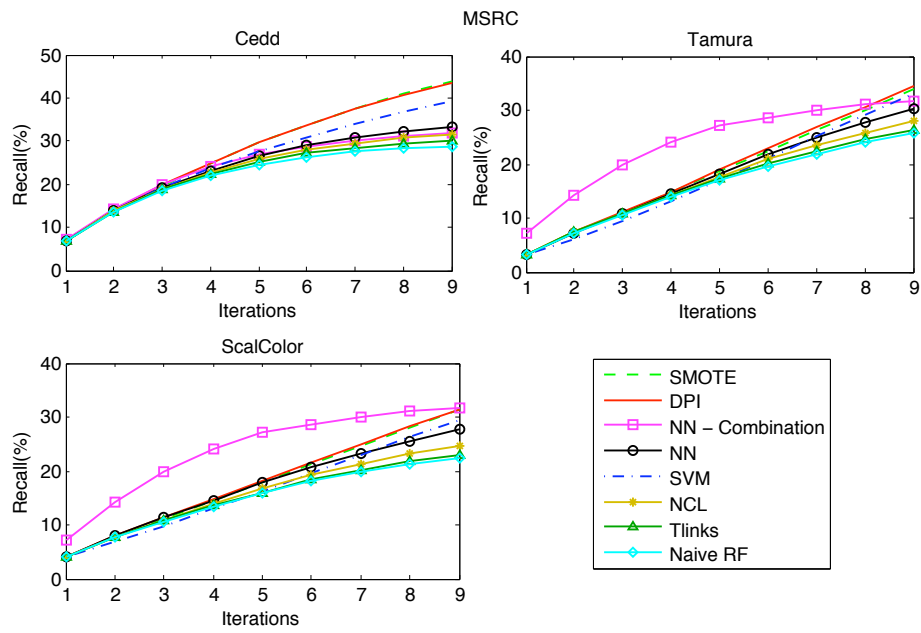 MSRC
Cedd
Recall(%)
50
40
30
20
10
0
1 2 3 4 5 6 7 8 9
Iterations
Tamura
Recall(%)
40
30
20
10
0
1 2 3 4 5 6 7 8 9
Iterations
ScalColor
Recall(%)
40
30
20
10
0
1 2 3 4 5 6 7 8 9
Iterations
SMOTE
DPI
NN − Combination
NN
SVM
NCL
Tlinks
Naive RF